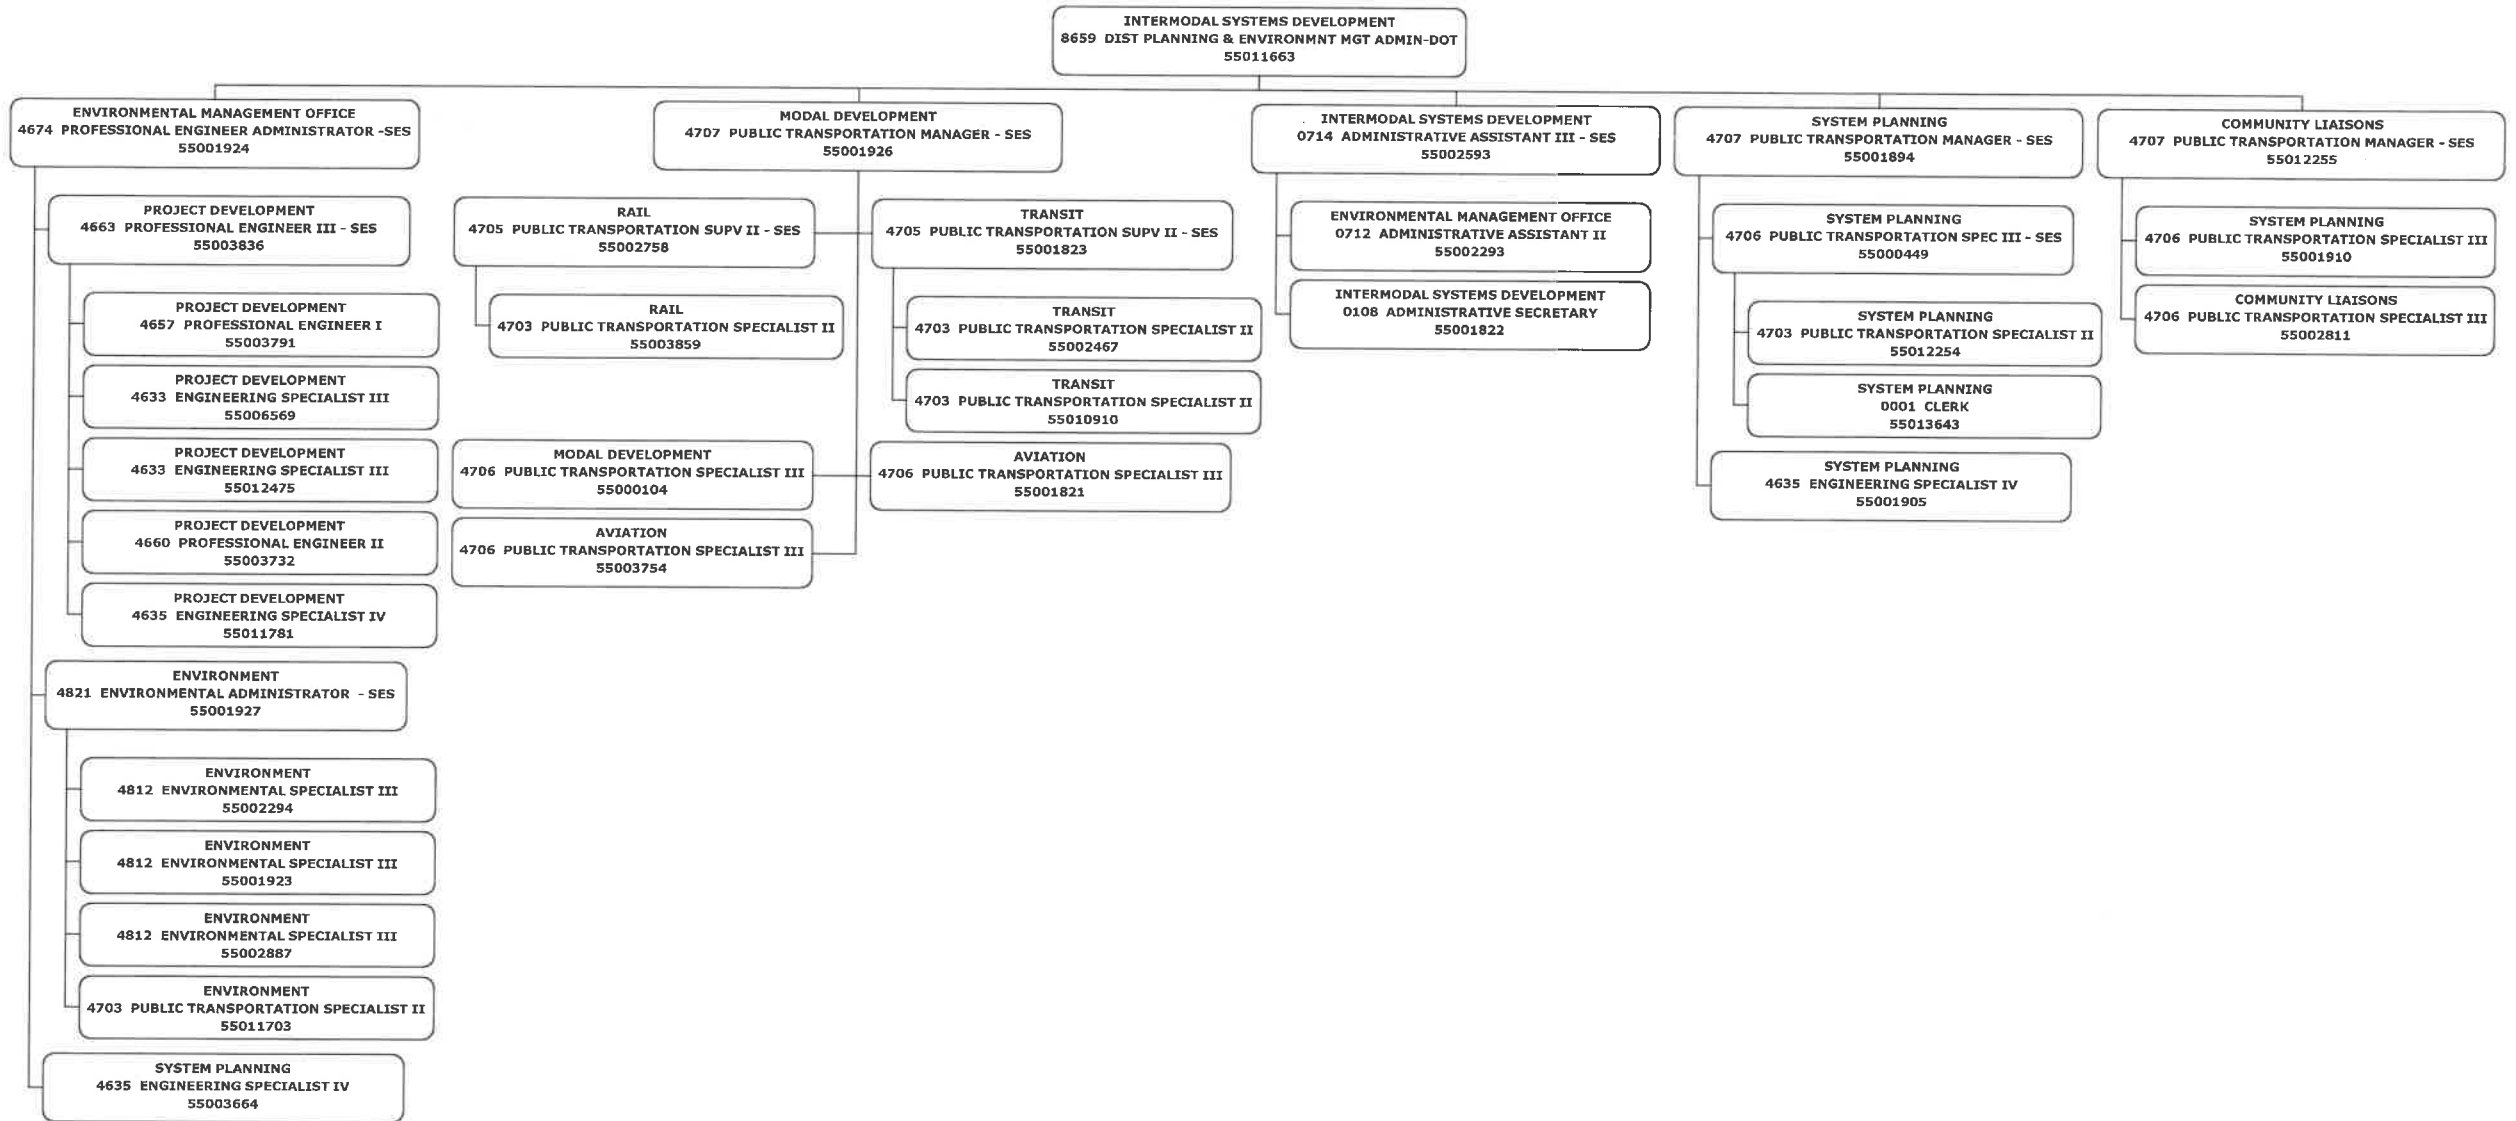 INTERMODAL SYSTEMS DEVELOPMENT
8659 DIST PLANNING & ENVIRONMNT MGT ADMIN-DOT
55011663
ENVIRONMENTAL MANAGEMENT OFFICE
4674 PROFESSIONAL ENGINEER ADMINISTRATOR -SES
55001924
PROJECT DEVELOPMENT
4663 PROFESSIONAL ENGINEER III - SES
55003836
PROJECT DEVELOPMENT
4657 PROFESSIONAL ENGINEER I
55003791
PROJECT DEVELOPMENT
4633 ENGINEERING SPECIALIST III
55006569
PROJECT DEVELOPMENT
4633 ENGINEERING SPECIALIST III
55012475
PROJECT DEVELOPMENT
4660 PROFESSIONAL ENGINEER II
55003732
PROJECT DEVELOPMENT
4635 ENGINEERING SPECIALIST IV
55011781
ENVIRONMENT
4821 ENVIRONMENTAL ADMINISTRATOR - SES
55001927
ENVIRONMENT
4812 ENVIRONMENTAL SPECIALIST III
55002294
ENVIRONMENT
4812 ENVIRONMENTAL SPECIALIST III
55001923
ENVIRONMENT
4812 ENVIRONMENTAL SPECIALIST III
55002887
ENVIRONMENT
4703 PUBLIC TRANSPORTATION SPECIALIST II
55011703
SYSTEM PLANNING
4635 ENGINEERING SPECIALIST IV
55003664
MODAL DEVELOPMENT
4707 PUBLIC TRANSPORTATION MANAGER - SES
55001926
RAIL
4705 PUBLIC TRANSPORTATION SUPV II - SES
55002758
RAIL
4703 PUBLIC TRANSPORTATION SPECIALIST II
55003859
TRANSIT
4705 PUBLIC TRANSPORTATION SUPV II - SES
55001823
TRANSIT
4703 PUBLIC TRANSPORTATION SPECIALIST II
55002467
TRANSIT
4703 PUBLIC TRANSPORTATION SPECIALIST II
55010910
MODAL DEVELOPMENT
4706 PUBLIC TRANSPORTATION SPECIALIST III
55000104
AVIATION
4706 PUBLIC TRANSPORTATION SPECIALIST III
55001821
AVIATION
4706 PUBLIC TRANSPORTATION SPECIALIST III
55003754
INTERMODAL SYSTEMS DEVELOPMENT
0714 ADMINISTRATIVE ASSISTANT III - SES
55002593
ENVIRONMENTAL MANAGEMENT OFFICE
0712 ADMINISTRATIVE ASSISTANT II
55002293
INTERMODAL SYSTEMS DEVELOPMENT
0108 ADMINISTRATIVE SECRETARY
55001822
SYSTEM PLANNING
4707 PUBLIC TRANSPORTATION MANAGER - SES
55001894
SYSTEM PLANNING
4706 PUBLIC TRANSPORTATION SPEC III - SES
55000449
SYSTEM PLANNING
4703 PUBLIC TRANSPORTATION SPECIALIST II
55012254
SYSTEM PLANNING
0001 CLERK
55013643
SYSTEM PLANNING
4635 ENGINEERING SPECIALIST IV
55001905
COMMUNITY LIAISONS
4707 PUBLIC TRANSPORTATION MANAGER - SES
55012255
SYSTEM PLANNING
4706 PUBLIC TRANSPORTATION SPECIALIST III
55001910
COMMUNITY LIAISONS
4706 PUBLIC TRANSPORTATION SPECIALIST III
55002811